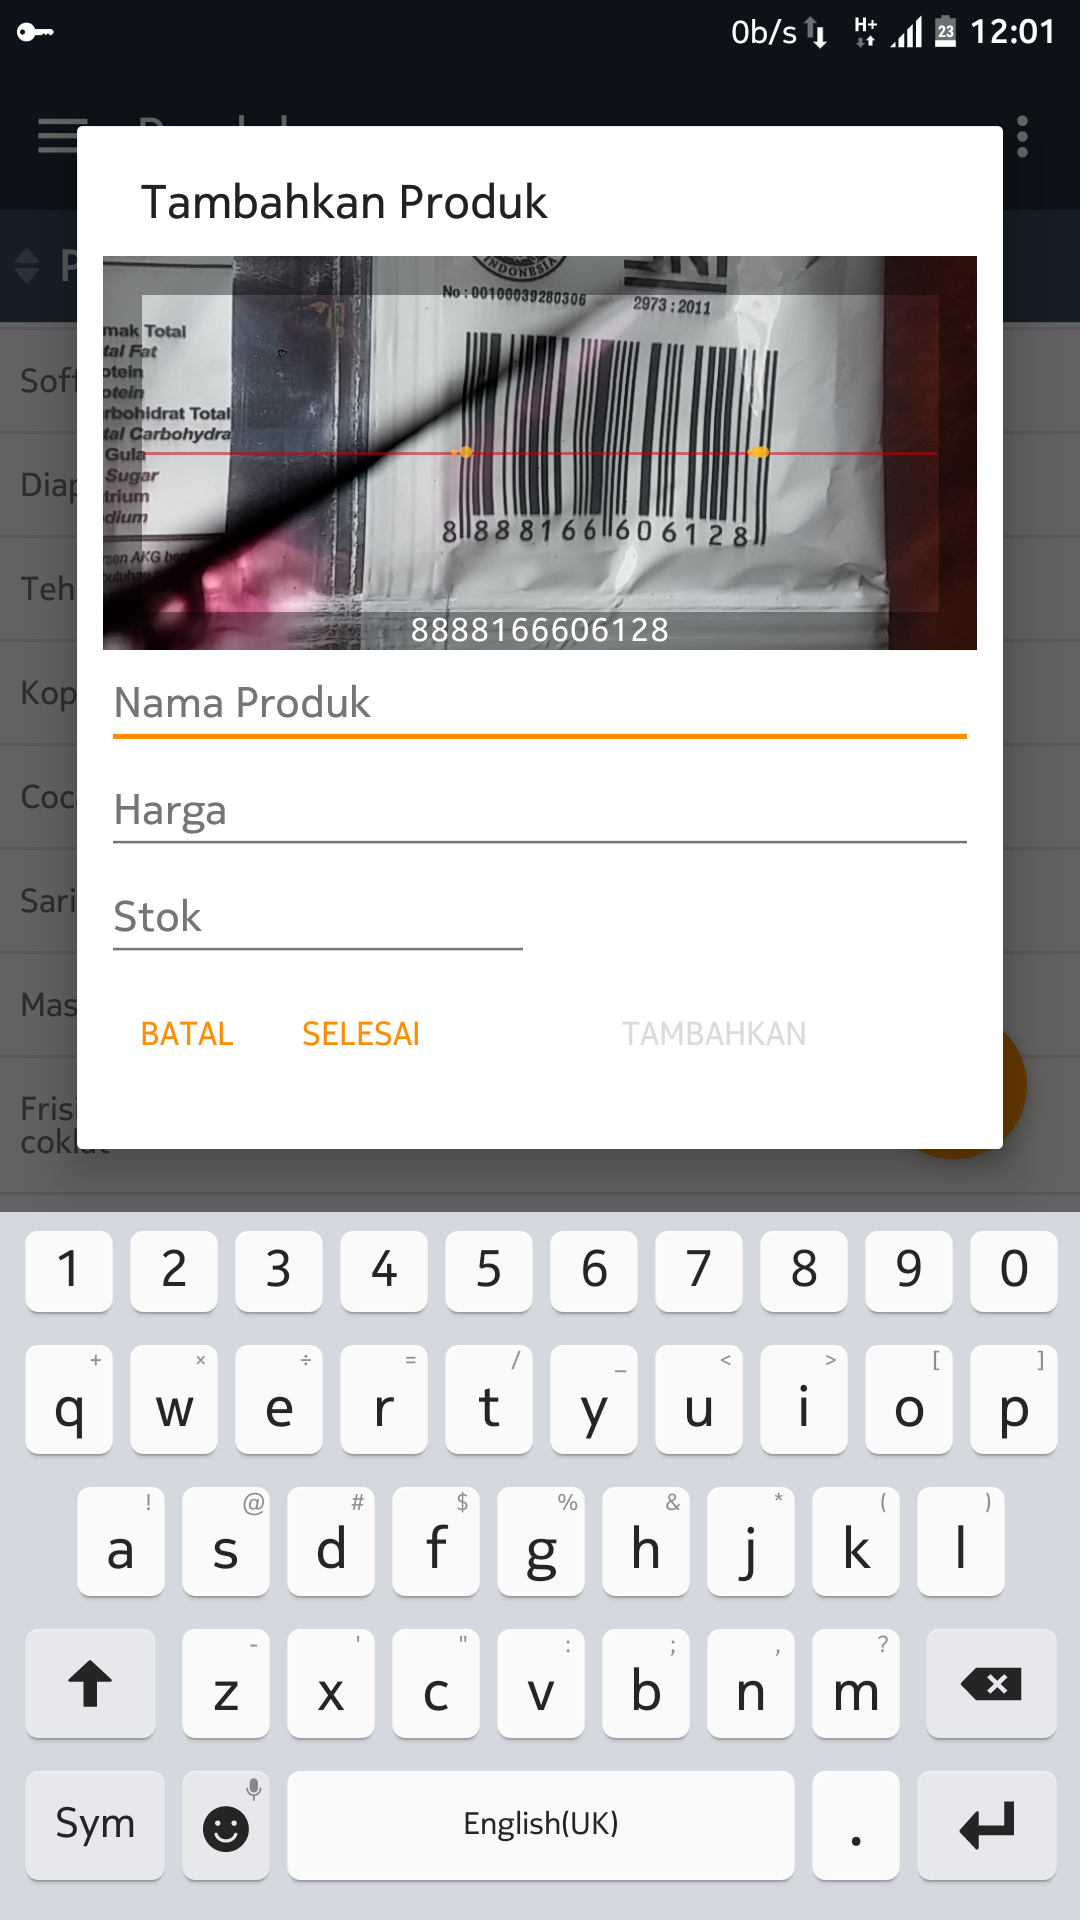 0b/s H+ 23 12:01
Tambahkan Produk
INDONESIA
No : 00100039280306
2973 : 2011
mak Total
tal Fat
otein
otein
rbohidrat Total
tal Carbohydra
Gula
Sugar
trium
dium
8 888166 606128
8888166606128
Nama Produk
Harga
Stok
BATAL SELESAI TAMBAHKAN
Soff
Diap
Teh
Kop
Coc
Sari
Mas
Frisi
coklat
1 2 3 4 5 6 7 8 9 0
+ × ÷ = / _ < > [ ]
q w e r t y u i o p
! @ # $ % & * ( )
a s d f g h j k l
- ' " : ; , ?
z x c v b n m
Sym English(UK) .